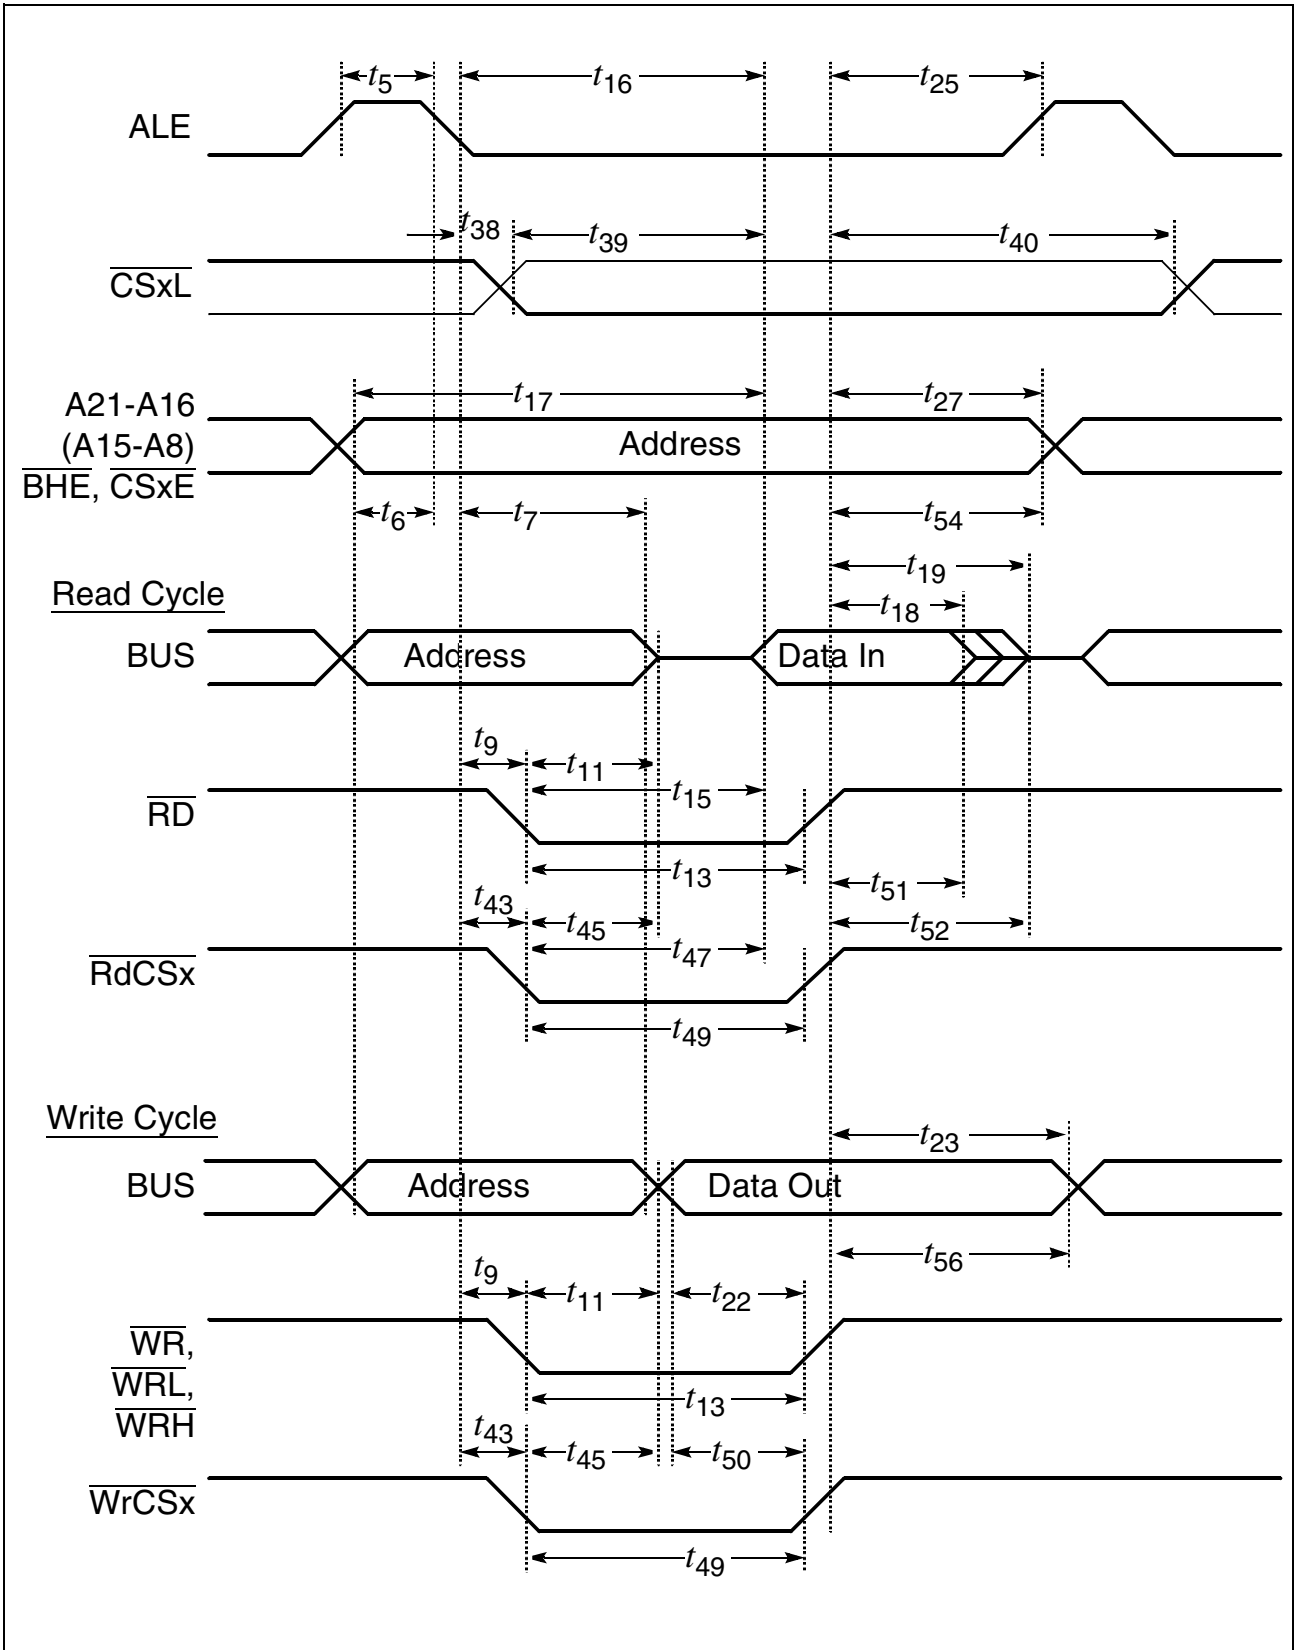 t5 t16 t25
ALE
t38 t39 t40
CSxL
t17 t27
A21-A16
(A15-A8) Address
BHE, CSxE
t6 t7 t54
t19
Read Cycle t18
BUS Address Data In
t9 t11
t15
RD
t13 t51
t43 t45 t52
t47
RdCSx
t49
Write Cycle
t23
BUS Address Data Out
t56
t9 t11 t22
WR,
WRL,
t13
WRH
t43 t45 t50
WrCSx
t49